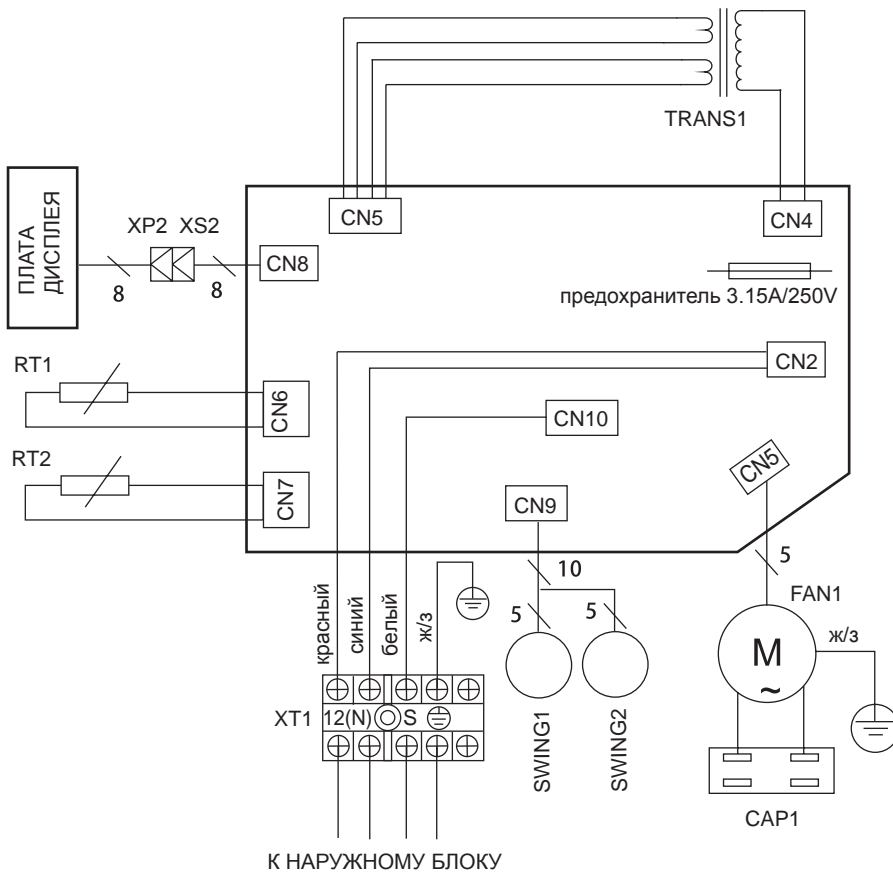 TRANS1
CN5
CN4
ПЛАТА
ДИСПЛЕЯ
XP2 XS2
CN8
8
8
предохранитель 3.15A/250V
RT1
CN6
CN2
CN10
RT2
CN7
CN5
CN9
5
10
FAN1
красный
синий
белый
ж/з
5
5
ж/з
M
~
XT1
12(N)
S
SWING1
SWING2
CAP1
К НАРУЖНОМУ БЛОКУ